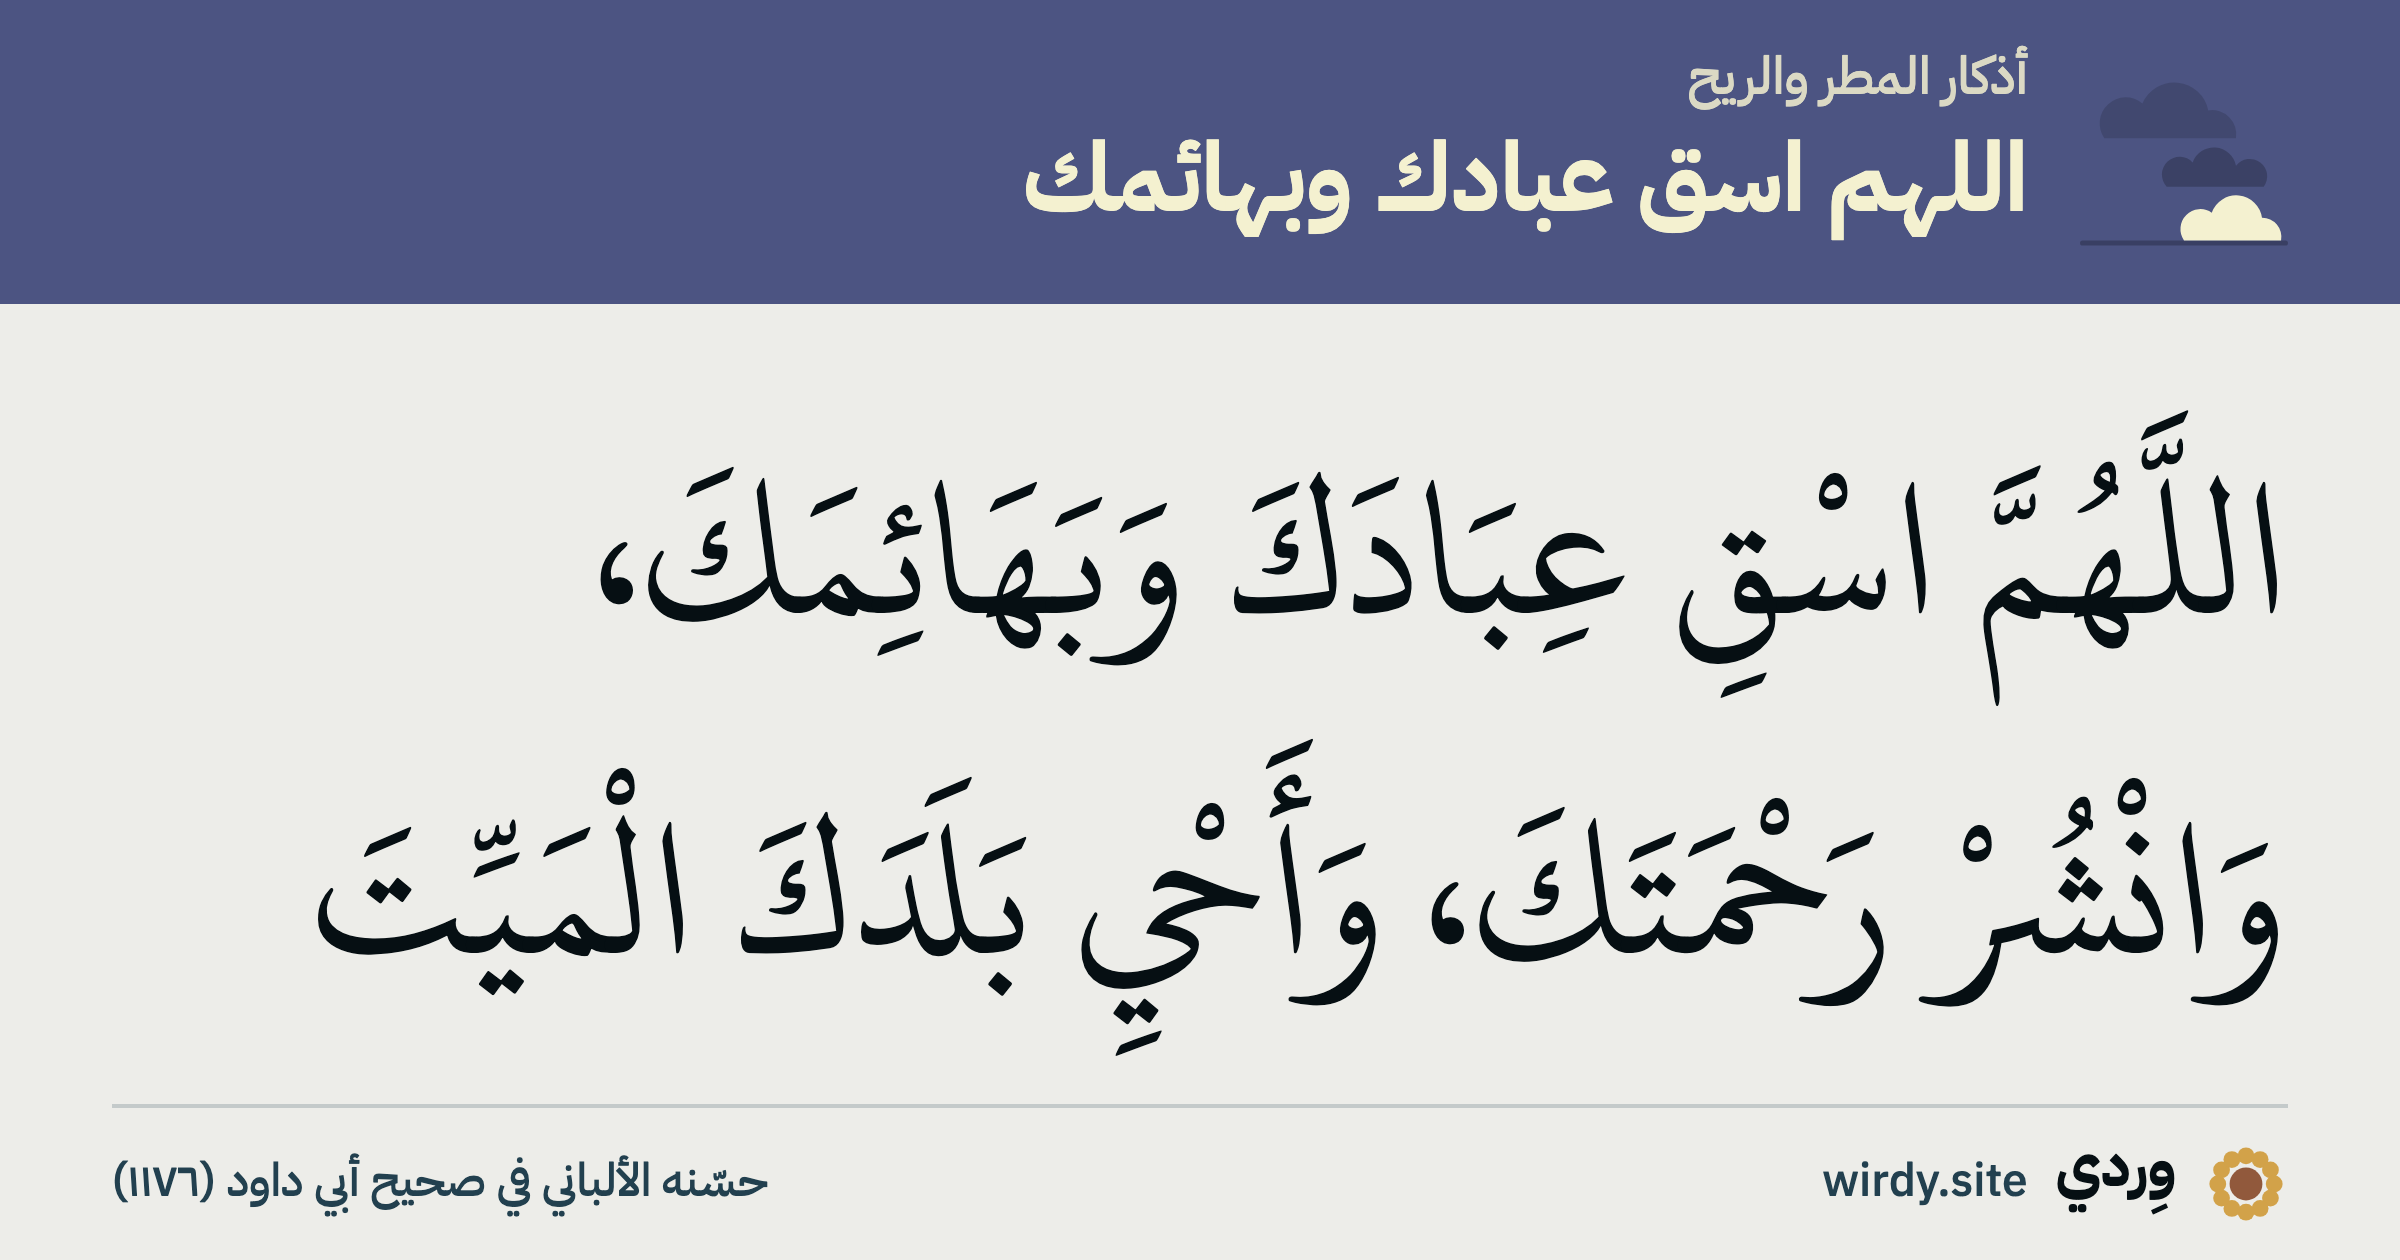 أذكار المطر والريح
اللهم اسق عبادك وبهائمك
اللَّهُمَّ اسْقِ عِبَادَكَ وَبَهَائِمَكَ،
وَانْشُرْ رَحْمَتَكَ، وَأَحْيِ بَلَدَكَ الْمَيِّتَ
وِردي wirdy.site
حسّنه الألباني في صحيح أبي داود (١١٧٦)